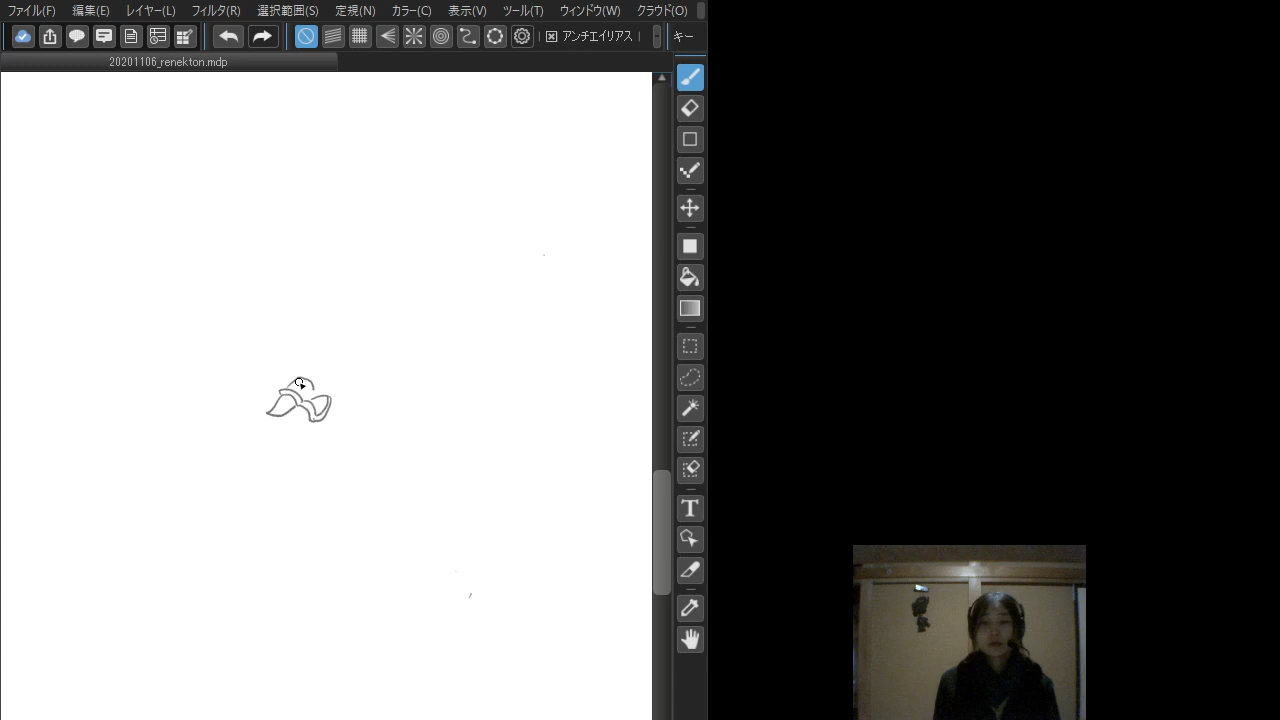 ファイル(F) 編集(E) レイヤー(L) フィルタ(R) 選択範囲(S) 定規(N) カラー(C) 表示(V) ツール(T) ウィンドウ(W) クラウド(O)
アンチエイリアス キー
20201106_renekton.mdp
T